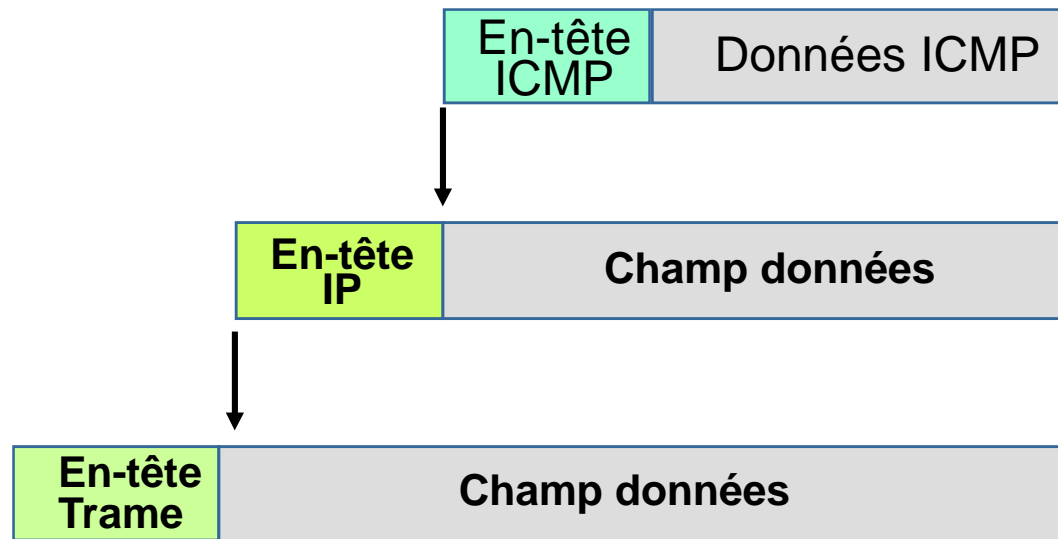 En-tête
ICMP
Données ICMP
En-tête
IP
Champ données
En-tête
Trame
Champ données